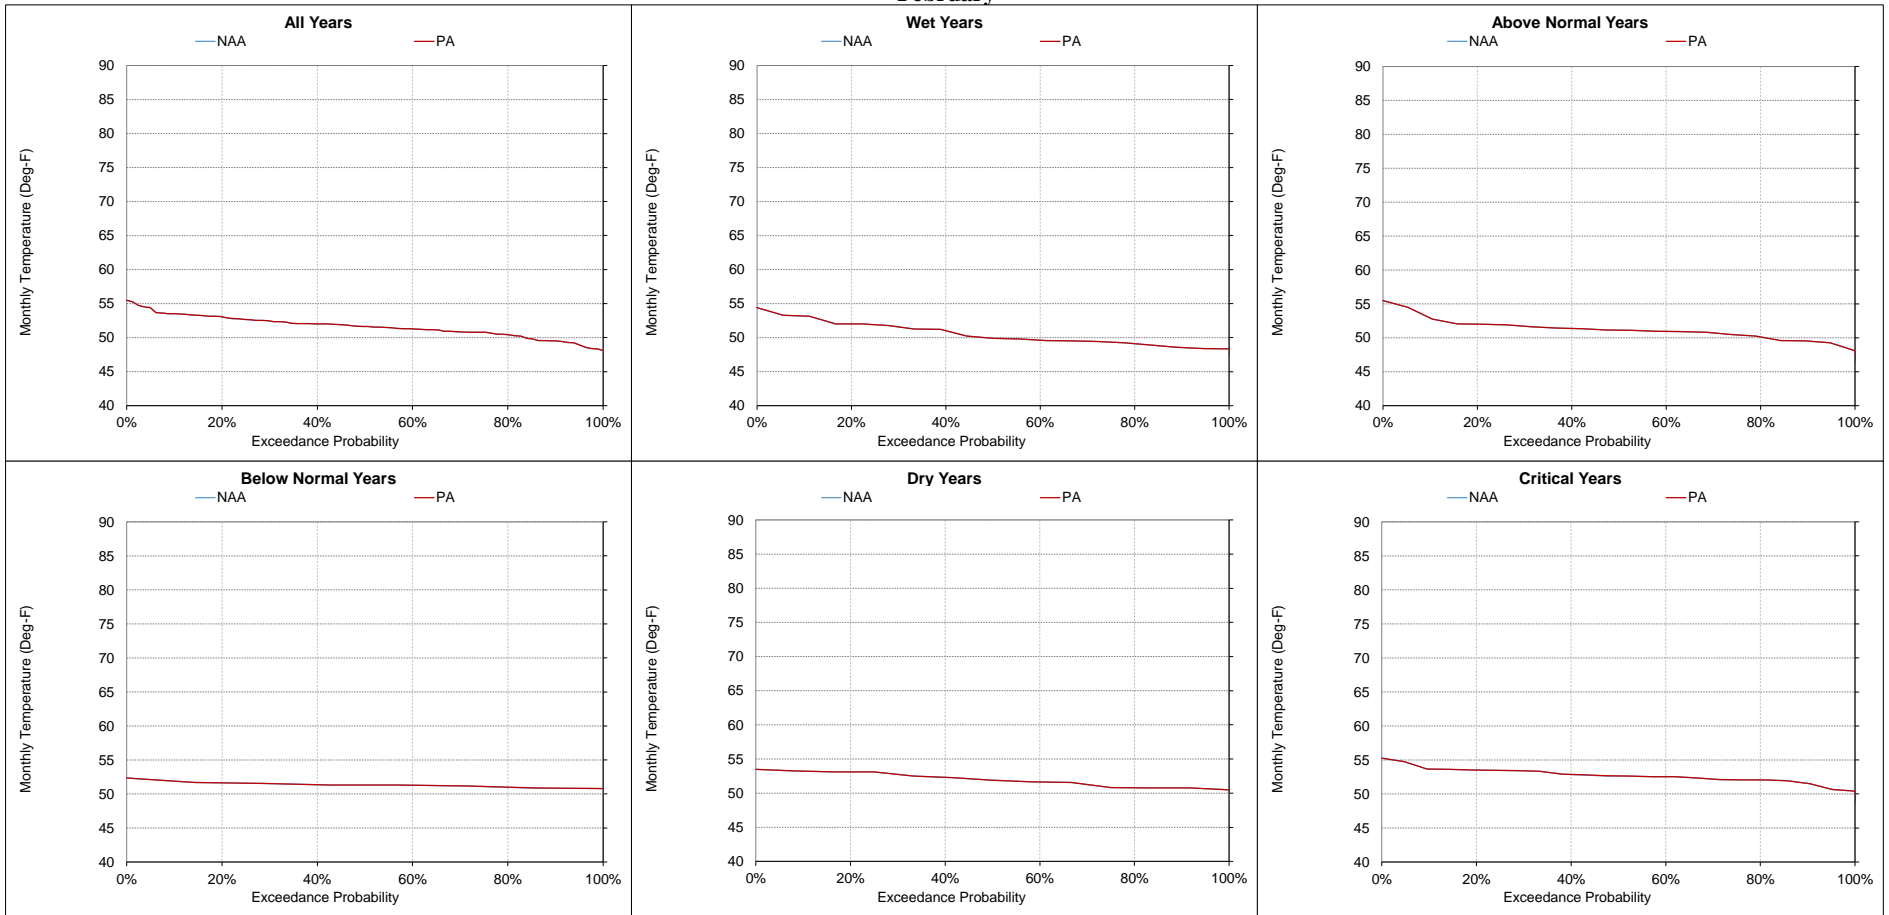 February
All Years
NAA PA
90
85
80
75
70
65
60
55
50
45
40
Monthly Temperature (Deg-F)
0% 20% 40% 60% 80% 100%
Exceedance Probability
Wet Years
NAA PA
90
85
80
75
70
65
60
55
50
45
40
Monthly Temperature (Deg-F)
0% 20% 40% 60% 80% 100%
Exceedance Probability
Above Normal Years
NAA PA
90
85
80
75
70
65
60
55
50
45
40
Monthly Temperature (Deg-F)
0% 20% 40% 60% 80% 100%
Exceedance Probability
Below Normal Years
NAA PA
90
85
80
75
70
65
60
55
50
45
40
Monthly Temperature (Deg-F)
0% 20% 40% 60% 80% 100%
Exceedance Probability
Dry Years
NAA PA
90
85
80
75
70
65
60
55
50
45
40
Monthly Temperature (Deg-F)
0% 20% 40% 60% 80% 100%
Exceedance Probability
Critical Years
NAA PA
90
85
80
75
70
65
60
55
50
45
40
Monthly Temperature (Deg-F)
0% 20% 40% 60% 80% 100%
Exceedance Probability